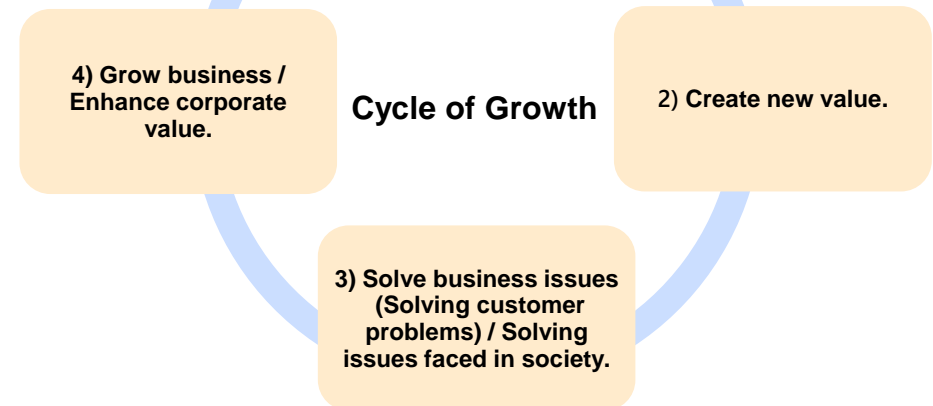 4) Grow business /
Enhance corporate
value.
Cycle of Growth
2) Create new value.
3) Solve business issues
(Solving customer
problems) / Solving
issues faced in society.